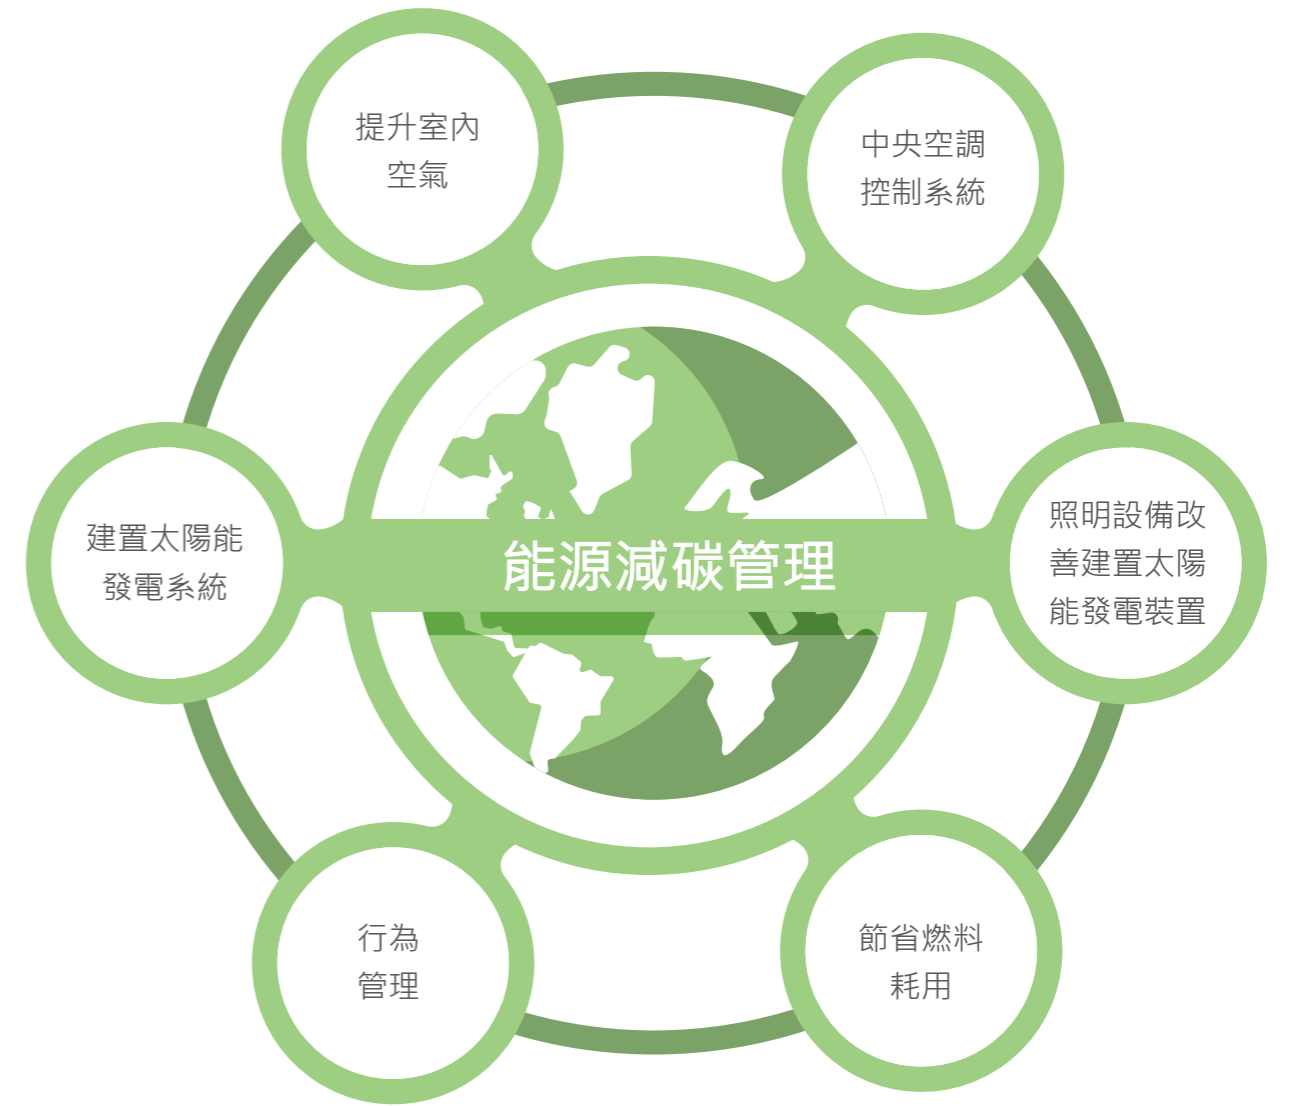 提升室內
空氣
中央空調
控制系統
建置太陽能
發電系統
能源減碳管理
照明設備改
善建置太陽
能發電裝置
行為
管理
節省燃料
耗用